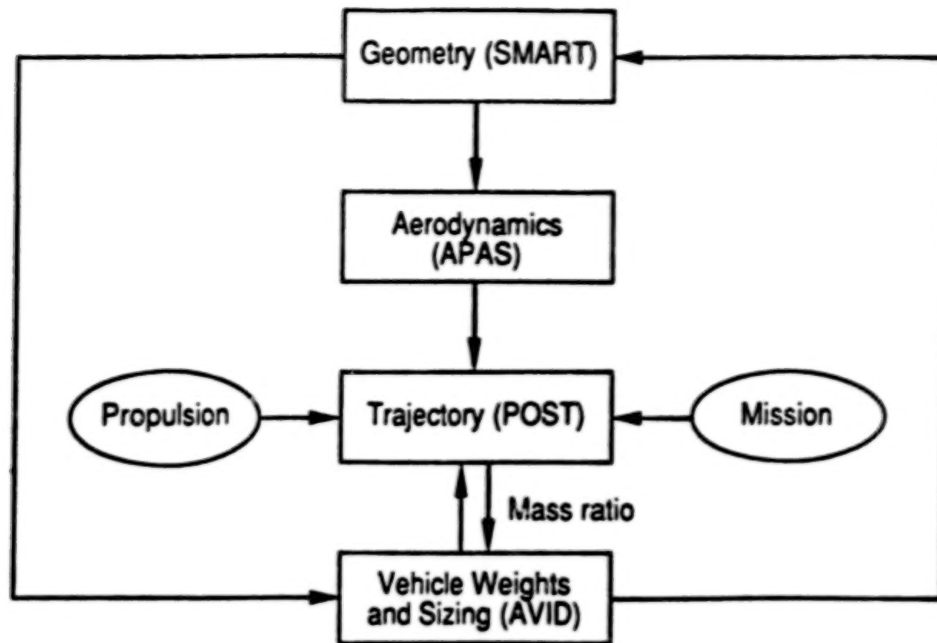 Geometry (SMART)
Aerodynamics
(APAS)
Propulsion
Trajectory (POST)
Mission
Mass ratio
Vehicle Weights
and Sizing (AVID)